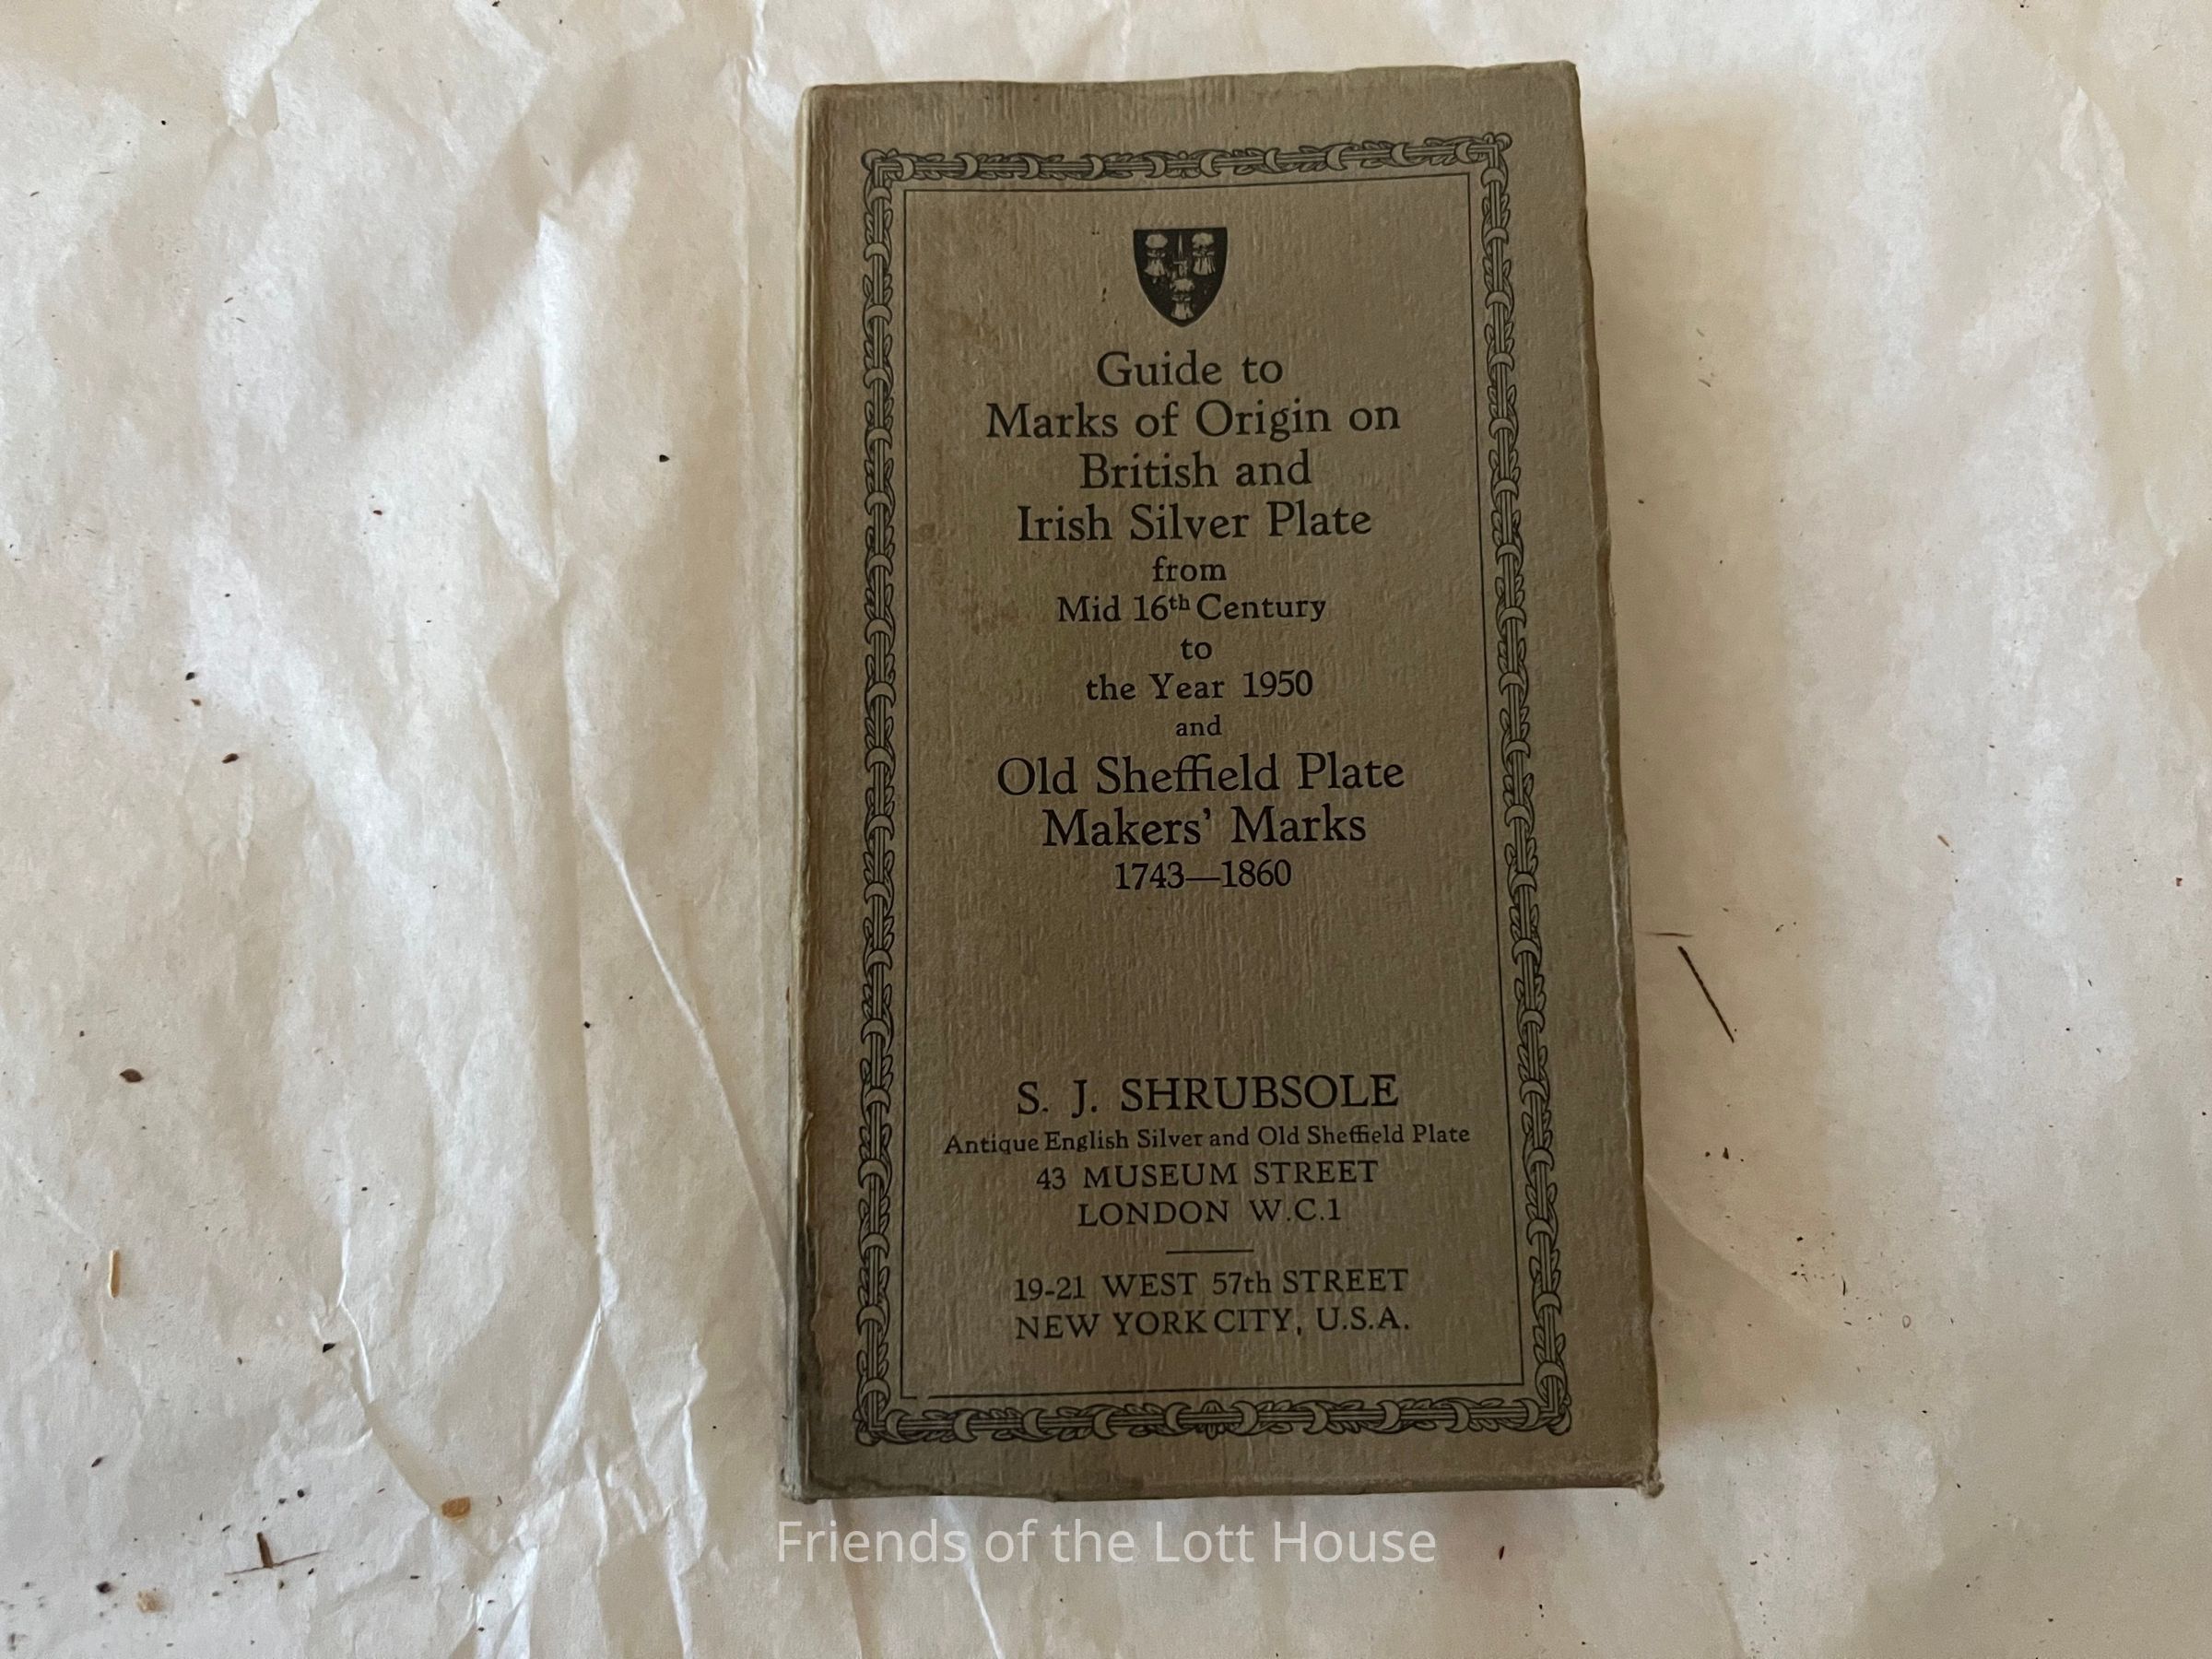 Guide to
Marks of Origin on
British and
Irish Silver Plate
from
Mid 16th Century
to
the Year 1950
and
Old Sheffield Plate
Makers' Marks
1743—1860
S. J. SHRUBSOLE
Antique English Silver and Old Sheffield Plate
43 MUSEUM STREET
LONDON W.C.1
19-21 WEST 57th STREET
NEW YORK CITY, U.S.A.
Friends of the Lott House